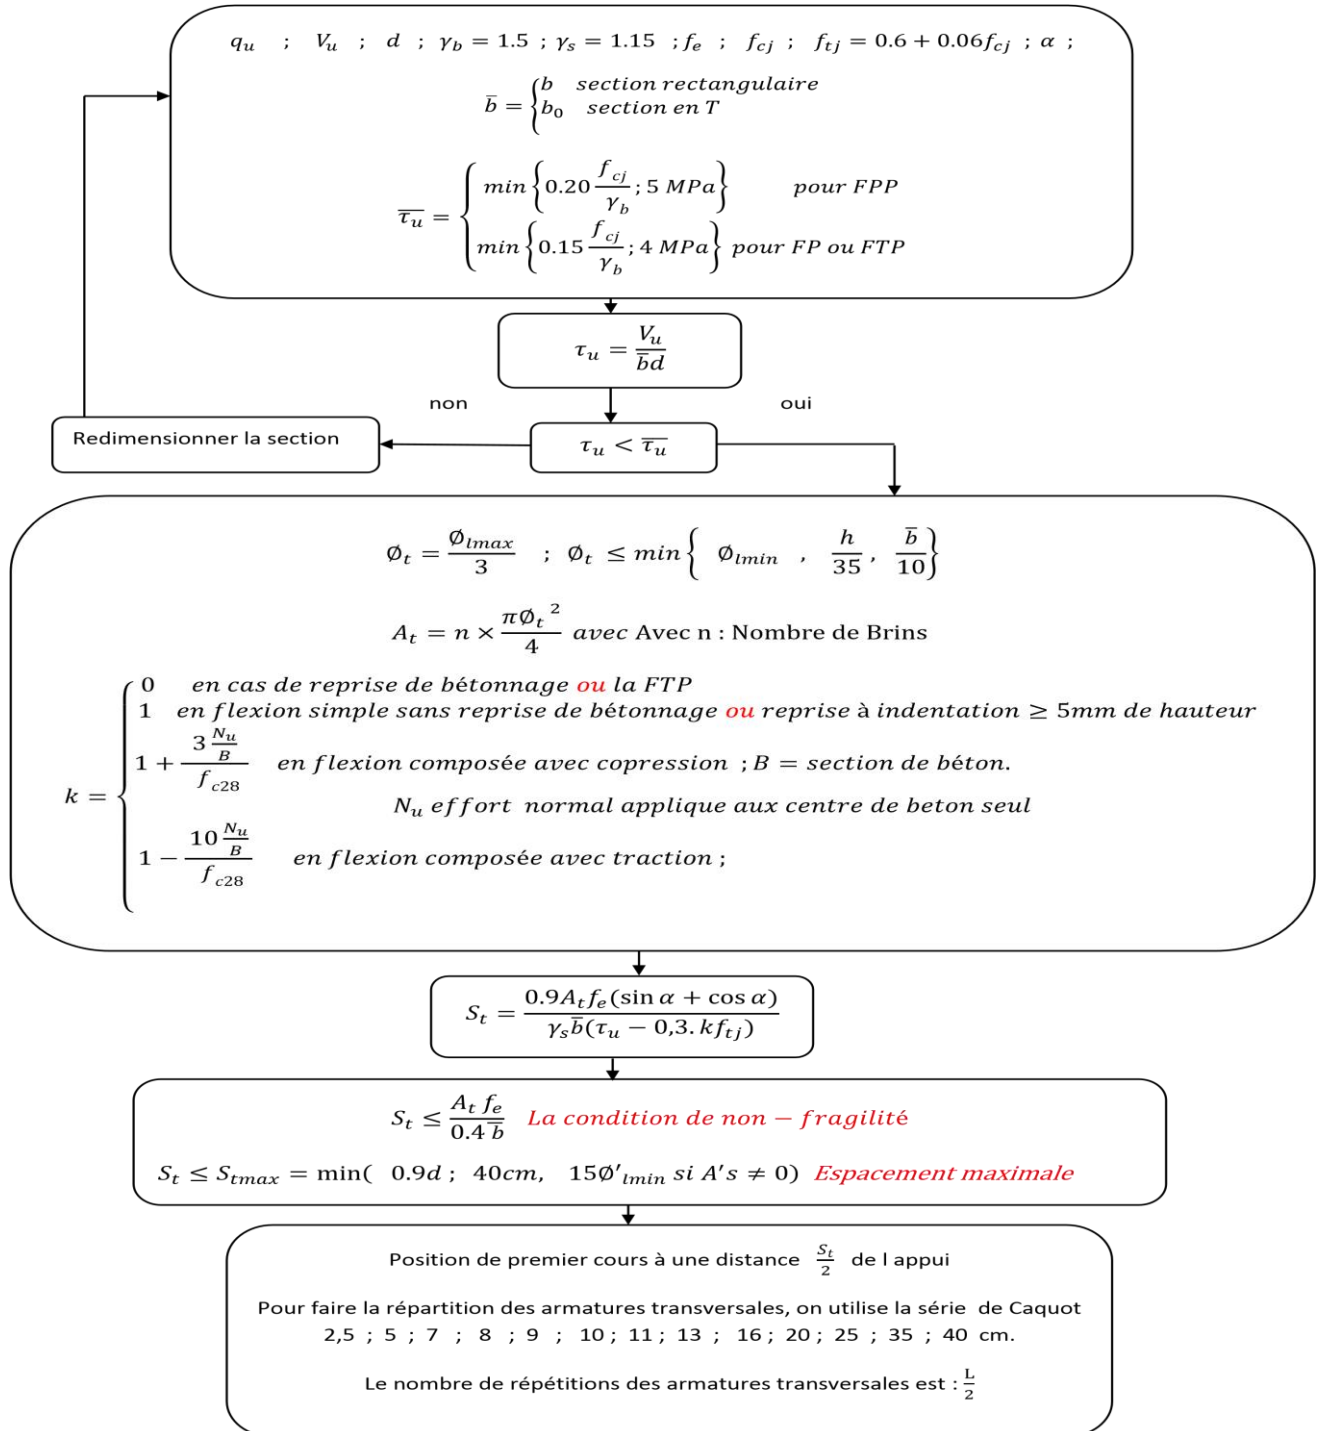 q_u ; V_u ; d ; γ_b = 1.5 ; γ_s = 1.15 ; f_e ; f_cj ; f_tj = 0.6 + 0.06f_cj ; α ;
b̅ = { b section rectangulaire
b_0 section en T
τ_u̅ = { min {0.20 f_cj/γ_b ; 5 MPa} pour FPP
min {0.15 f_cj/γ_b ; 4 MPa} pour FP ou FTP
τ_u = V_u/b̅d
non oui
Redimensionner la section
τ_u < τ_u̅
Ø_t = Ø_lmax/3 ; Ø_t ≤ min { Ø_lmin , h/35 , b̅/10 }
A_t = n × πØ_t²/4 avec Avec n : Nombre de Brins
k = { 0 en cas de reprise de bétonnage ou la FTP
1 en flexion simple sans reprise de bétonnage ou reprise à indentation ≥ 5mm de hauteur
1 + (3 N_u/B)/f_c28 en flexion composée avec copression ; B = section de béton.
N_u effort normal applique aux centre de beton seul
1 − (10 N_u/B)/f_c28 en flexion composée avec traction ;
S_t = 0.9A_t f_e(sin α + cos α)/γ_s b̅(τ_u − 0,3. kf_tj)
S_t ≤ A_t f_e/0.4 b̅ La condition de non − fragilité
S_t ≤ S_tmax = min( 0.9d ; 40cm, 15Ø'_lmin si A's ≠ 0) Espacement maximale
Position de premier cours à une distance S_t/2 de l appui
Pour faire la répartition des armatures transversales, on utilise la série de Caquot
2,5 ; 5 ; 7 ; 8 ; 9 ; 10 ; 11 ; 13 ; 16 ; 20 ; 25 ; 35 ; 40 cm.
Le nombre de répétitions des armatures transversales est : L/2